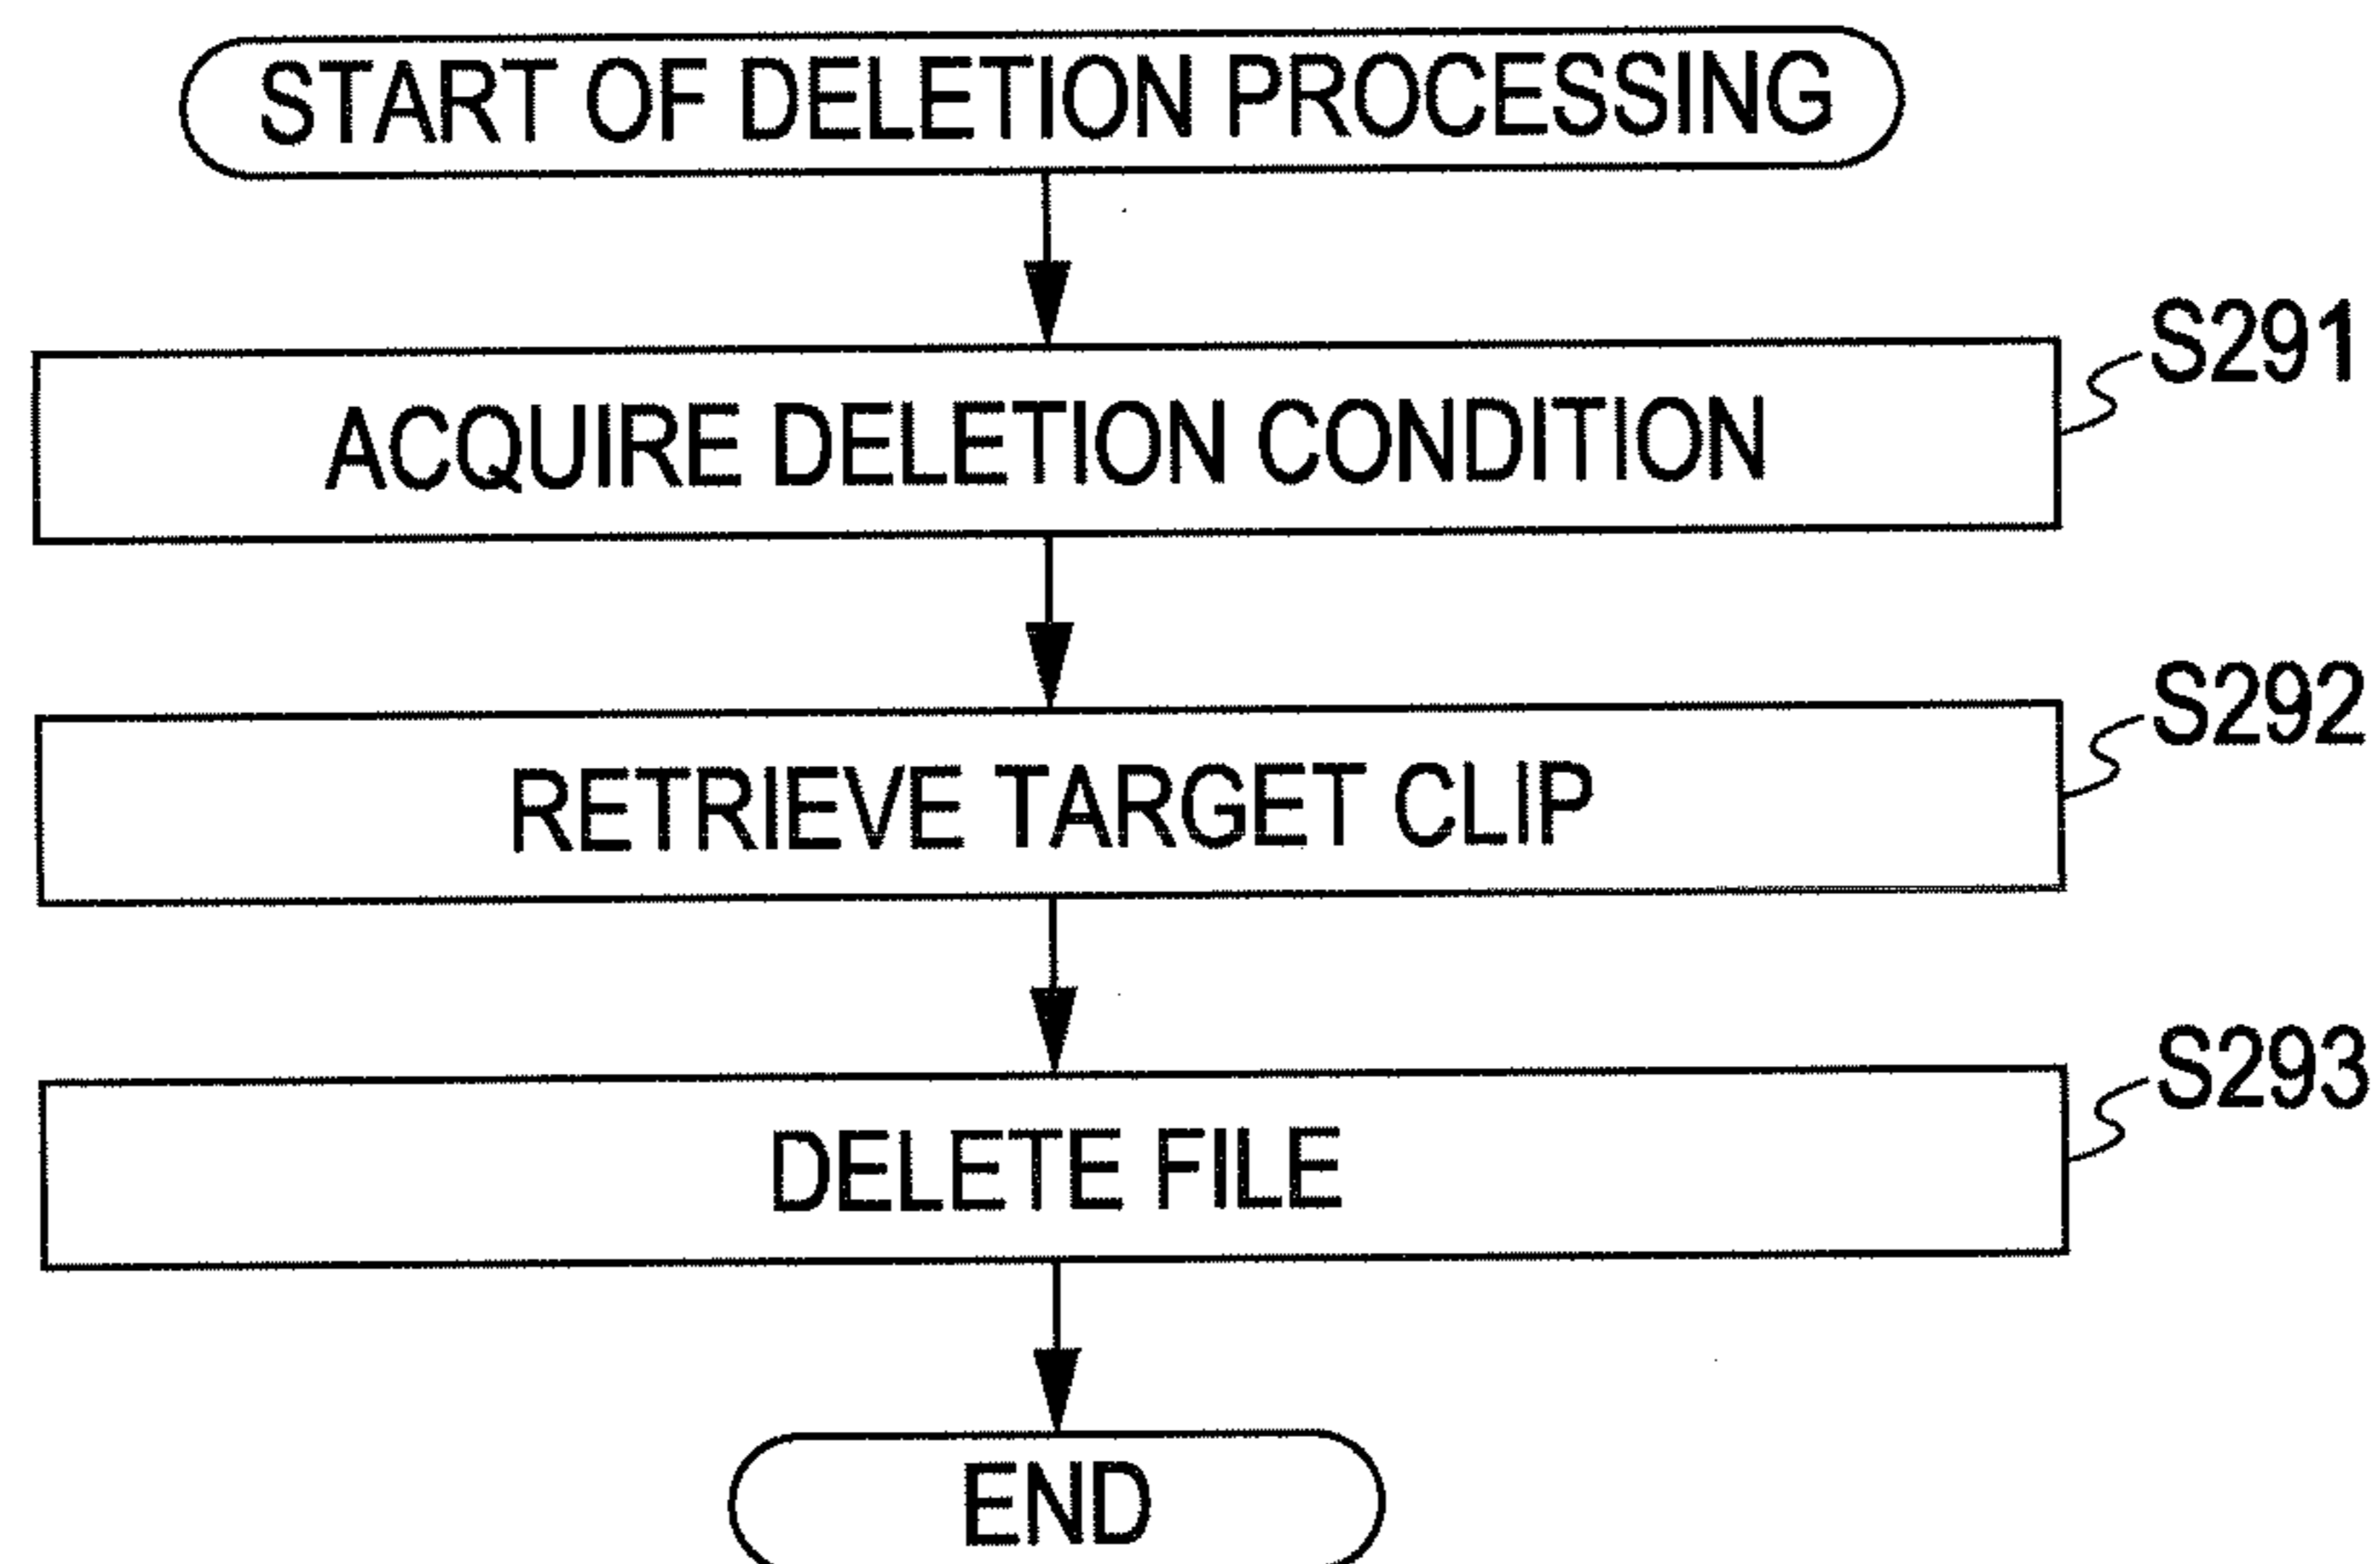 START OF DELETION PROCESSING
S291
ACQUIRE DELETION CONDITION
S292
RETRIEVE TARGET CLIP
S293
DELETE FILE
END